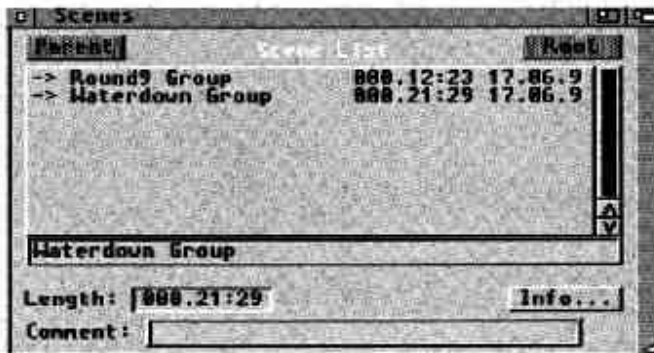 Scenes
Parent Scene List Root
-> Round9 Group 000.12:23 17.06.9
-> Waterdown Group 000.21:29 17.06.9
Waterdown Group
Length: 000.21:29 Info...
Comment: